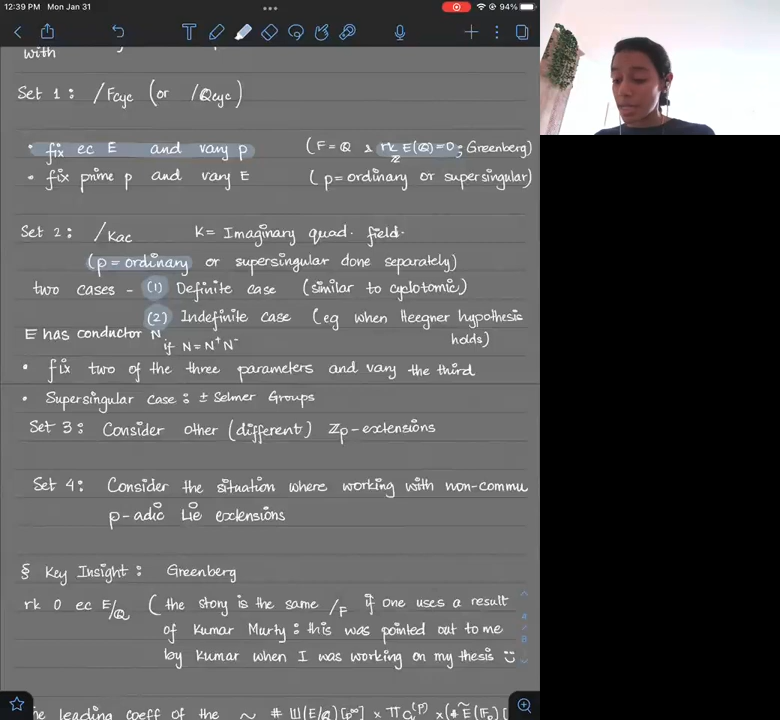 12:39 PM Mon Jan 31
94%
with
Set 1: /Fcyc (or /Qcyc)
• fix ec E and vary p (F = Q & rk_Z E(Q)=0; Greenberg)
• fix prime p and vary E (p = ordinary or supersingular)
Set 2: /Kac K = Imaginary quad. field.
(p = ordinary or supersingular done separately)
two cases - (1) Definite case (similar to cyclotomic)
(2) Indefinite case (eg when Heegner hypothesis holds)
E has conductor N if N = N⁺N⁻
• fix two of the three parameters and vary the third
• Supersingular case: ± Selmer Groups
Set 3: Consider other (different) Zp-extensions
Set 4: Consider the situation where working with non-commu
p-adic Lie extensions
§ Key Insight: Greenberg
rk 0 ec E/Q (the story is the same /F if one uses a result
of Kumar Murty: this was pointed out to me
by Kumar when I was working on my thesis ☺
he leading coeff of the ~ # Ш(E/Q)[p^∞] × π c_l^(p) × (# Ẽ(F_p)[